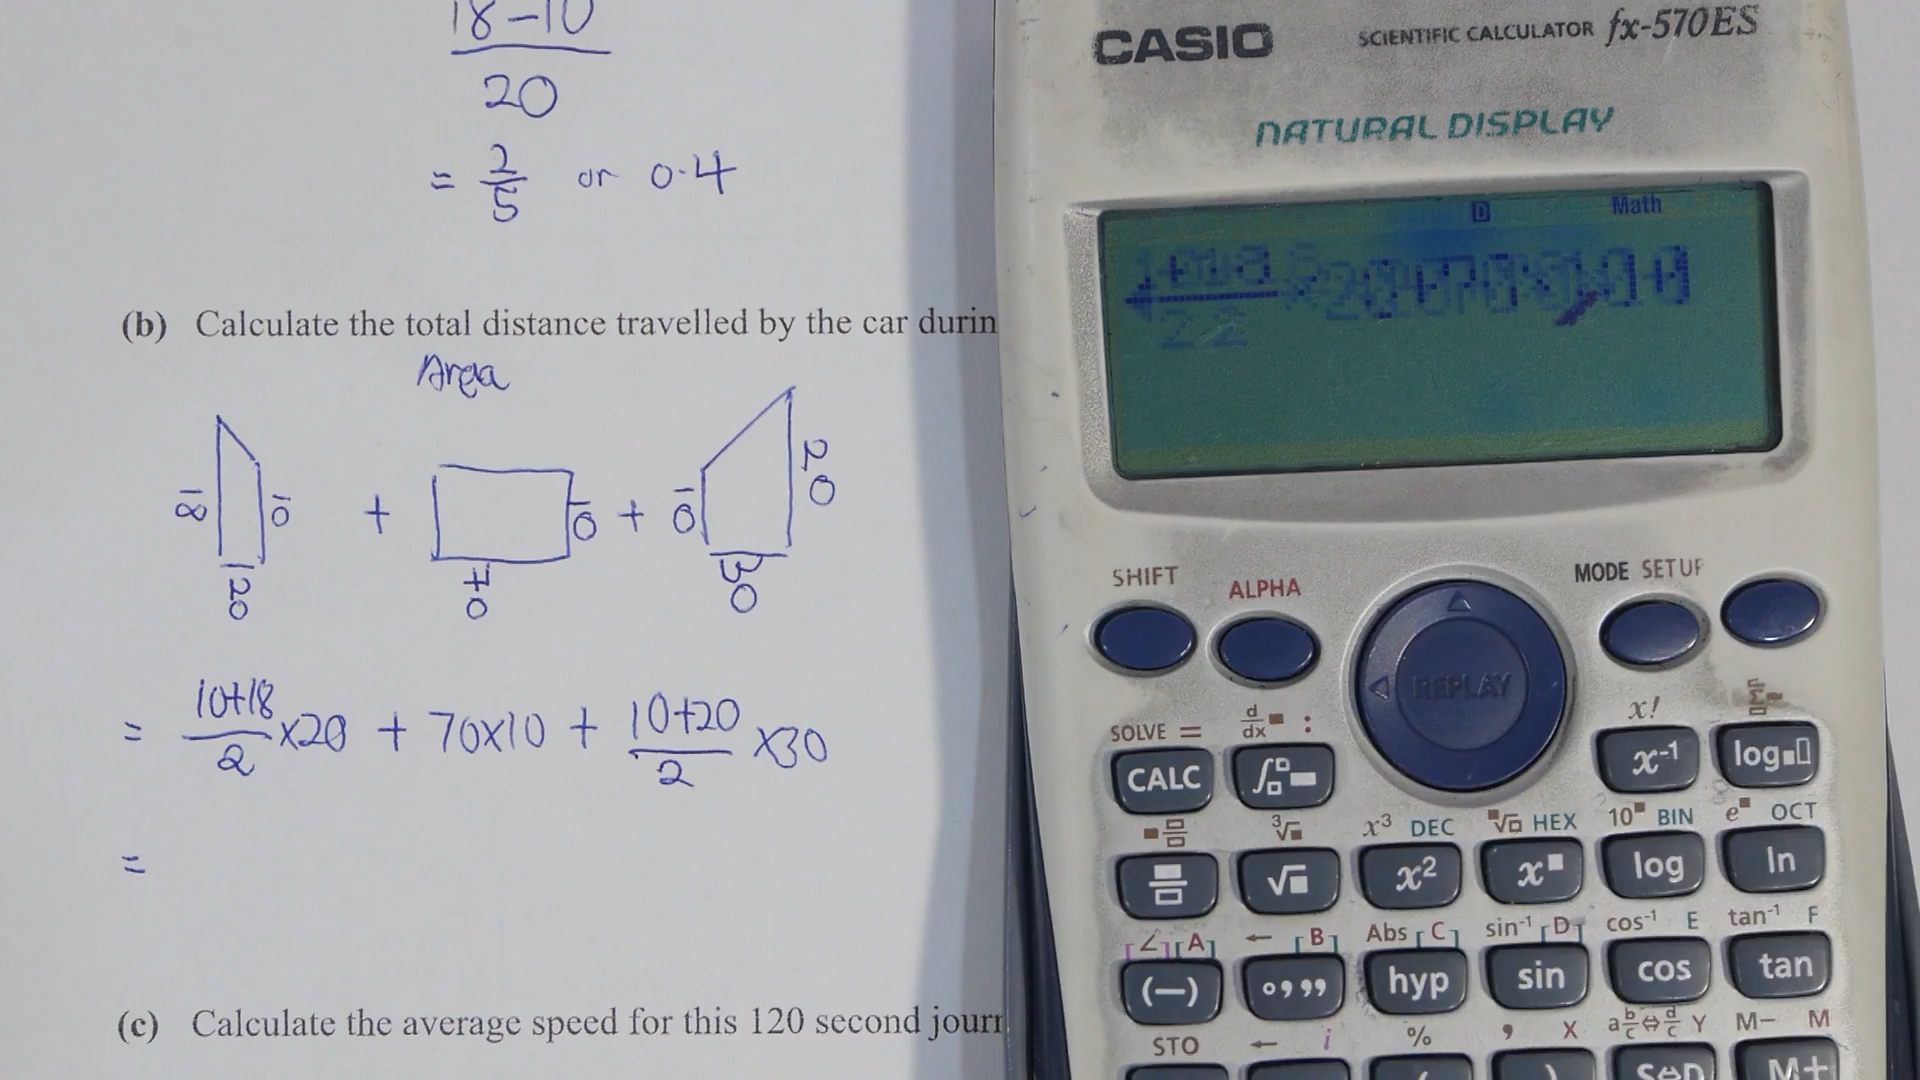 18-10
20
= 2/5 or 0.4
(b) Calculate the total distance travelled by the car durin
Area
18 10 20 + 70 10 + 10 30 20
= 10+18/2 x20 + 70x10 + 10+20/2 x30
=
(c) Calculate the average speed for this 120 second journ
CASIO SCIENTIFIC CALCULATOR fx-570ES
NATURAL DISPLAY
D Math
SHIFT ALPHA MODE SETUP
REPLAY
SOLVE = d/dx : x! Σ
CALC ∫ x⁻¹ log
³√ x³ DEC √ HEX 10 BIN e OCT
√ x² x log ln
∠ A ← B Abs C sin⁻¹ D cos⁻¹ E tan⁻¹ F
(−) hyp sin cos tan
STO ← i % , X a b/c⇔d/c Y M− M
( ) S⇔D M+